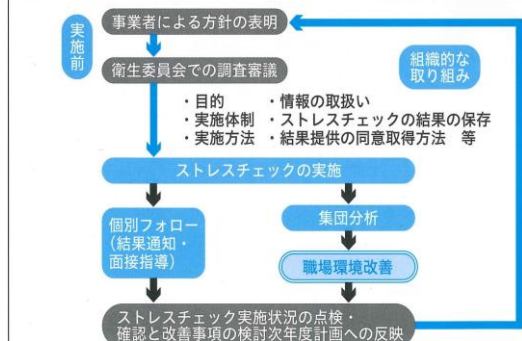 実施前
事業者による方針の表明
衛生委員会での調査審議
組織的な
取り組み
・目的　・情報の取扱い
・実施体制　・ストレスチェックの結果の保存
・実施方法　・結果提供の同意取得方法　等
ストレスチェックの実施
個別フォロー
(結果通知・
面接指導)
集団分析
職場環境改善
ストレスチェック実施状況の点検・
確認と改善事項の検討次年度計画への反映